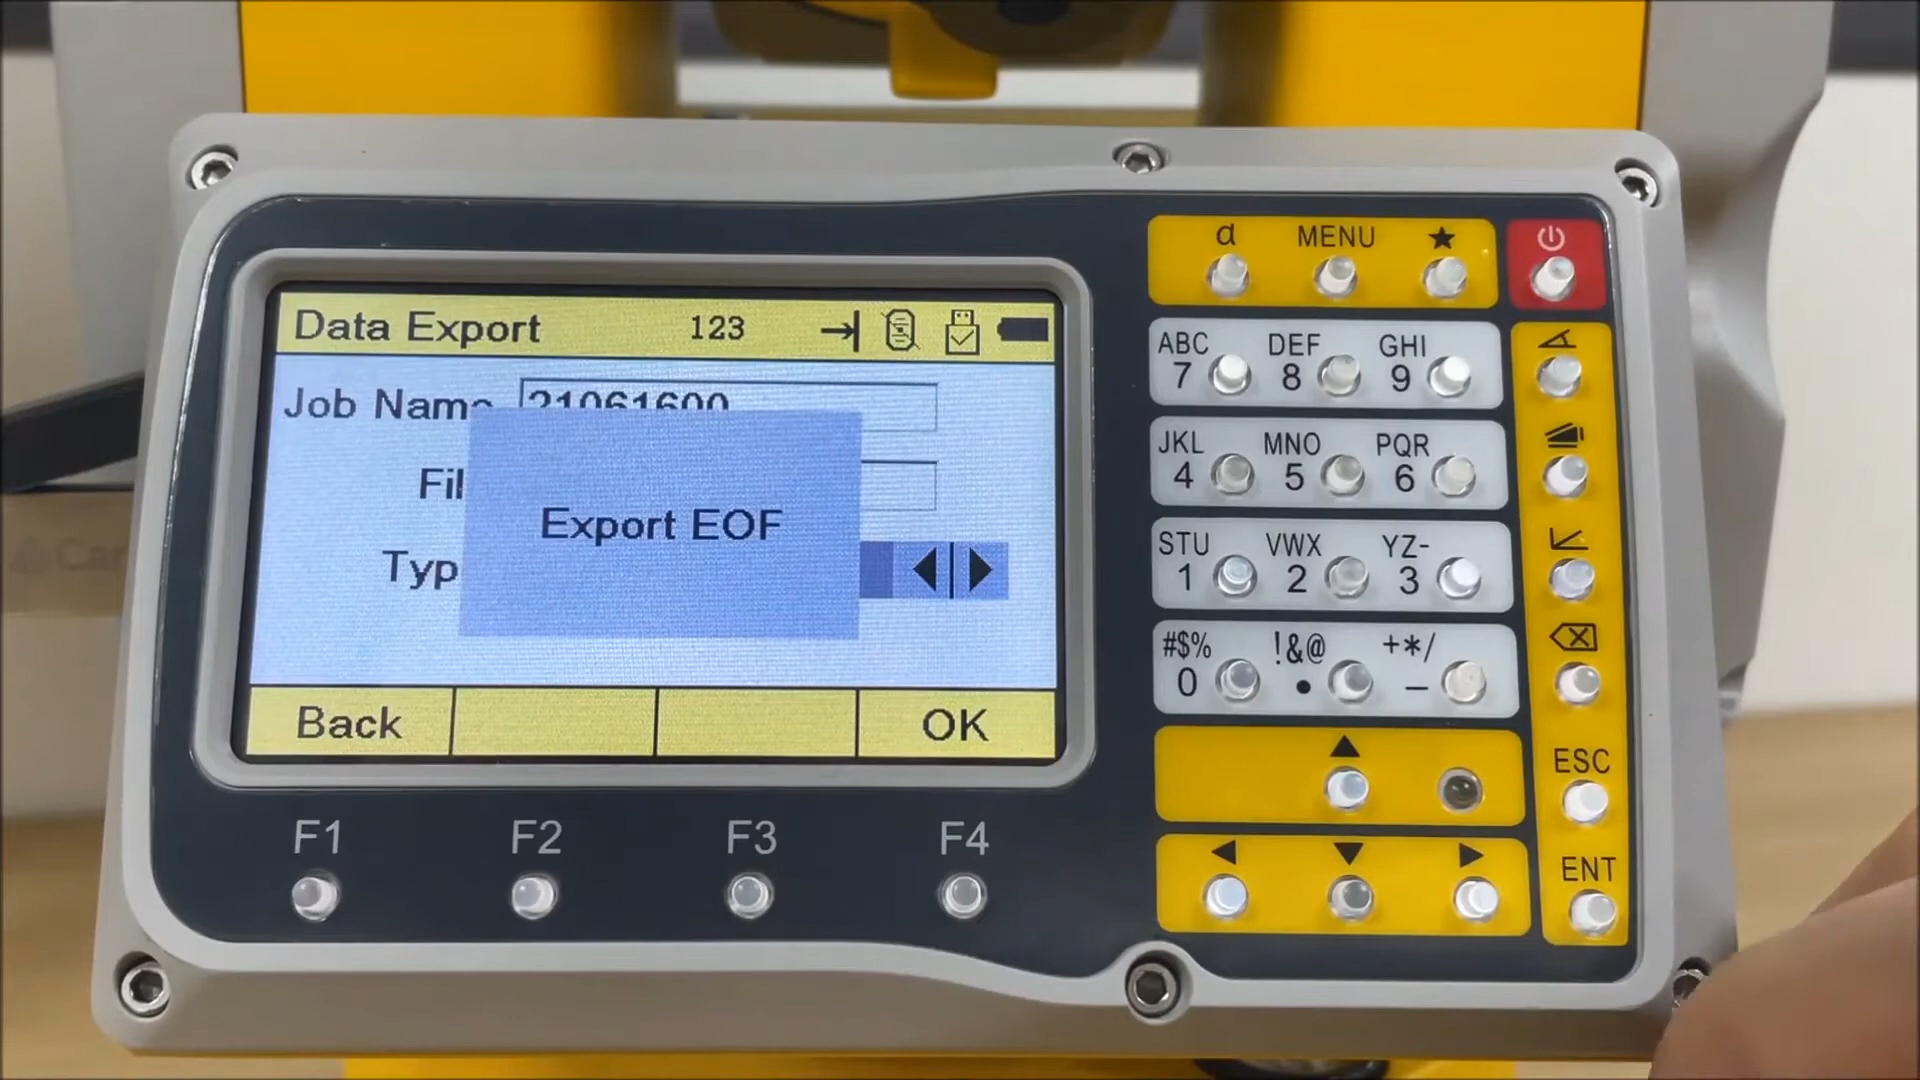 Data Export 123
Job Name 21061600
Fil
Typ
Export EOF
Back OK
F1 F2 F3 F4
α MENU
ABC DEF GHI
7 8 9
JKL MNO PQR
4 5 6
STU VWX YZ-
1 2 3
#$% !&@ +*/
0 • –
ESC
ENT